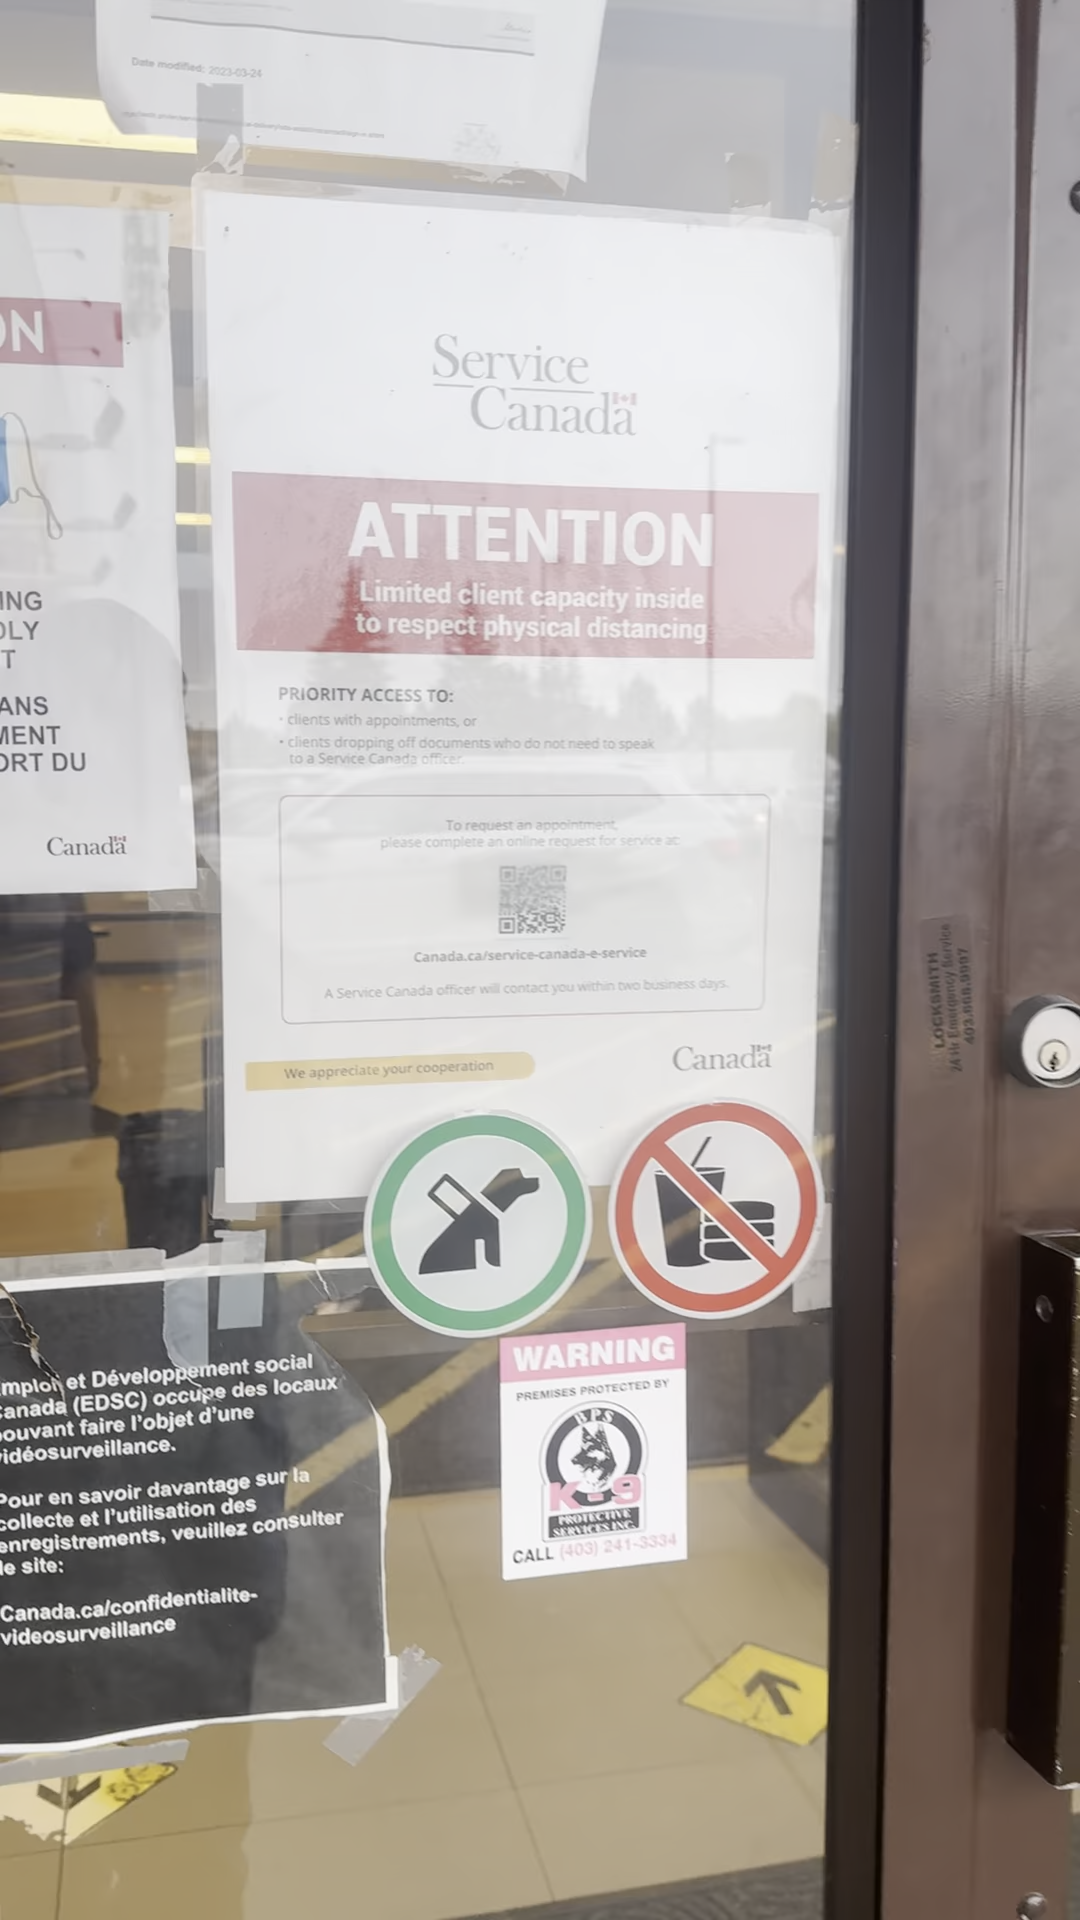 Date modified: 2023-03-24
ON
ING
OLY
T
ANS
MENT
ORT DU
Canada
Service
Canada
ATTENTION
Limited client capacity inside
to respect physical distancing
PRIORITY ACCESS TO:
• clients with appointments, or
• clients dropping off documents who do not need to speak
to a Service Canada officer.
To request an appointment,
please complete an online request for service at:
Canada.ca/service-canada-e-service
A Service Canada officer will contact you within two business days.
We appreciate your cooperation
Canada
mploi et Développement social
Canada (EDSC) occupe des locaux
pouvant faire l'objet d'une
vidéosurveillance.
Pour en savoir davantage sur la
collecte et l'utilisation des
enregistrements, veuillez consulter
le site:
Canada.ca/confidentialite-
videosurveillance
WARNING
PREMISES PROTECTED BY
BPS
K-9
PROTECTIVE
SERVICES INC.
CALL (403) 241-3334
LOCKSMITH
24 Hr Emergency Service